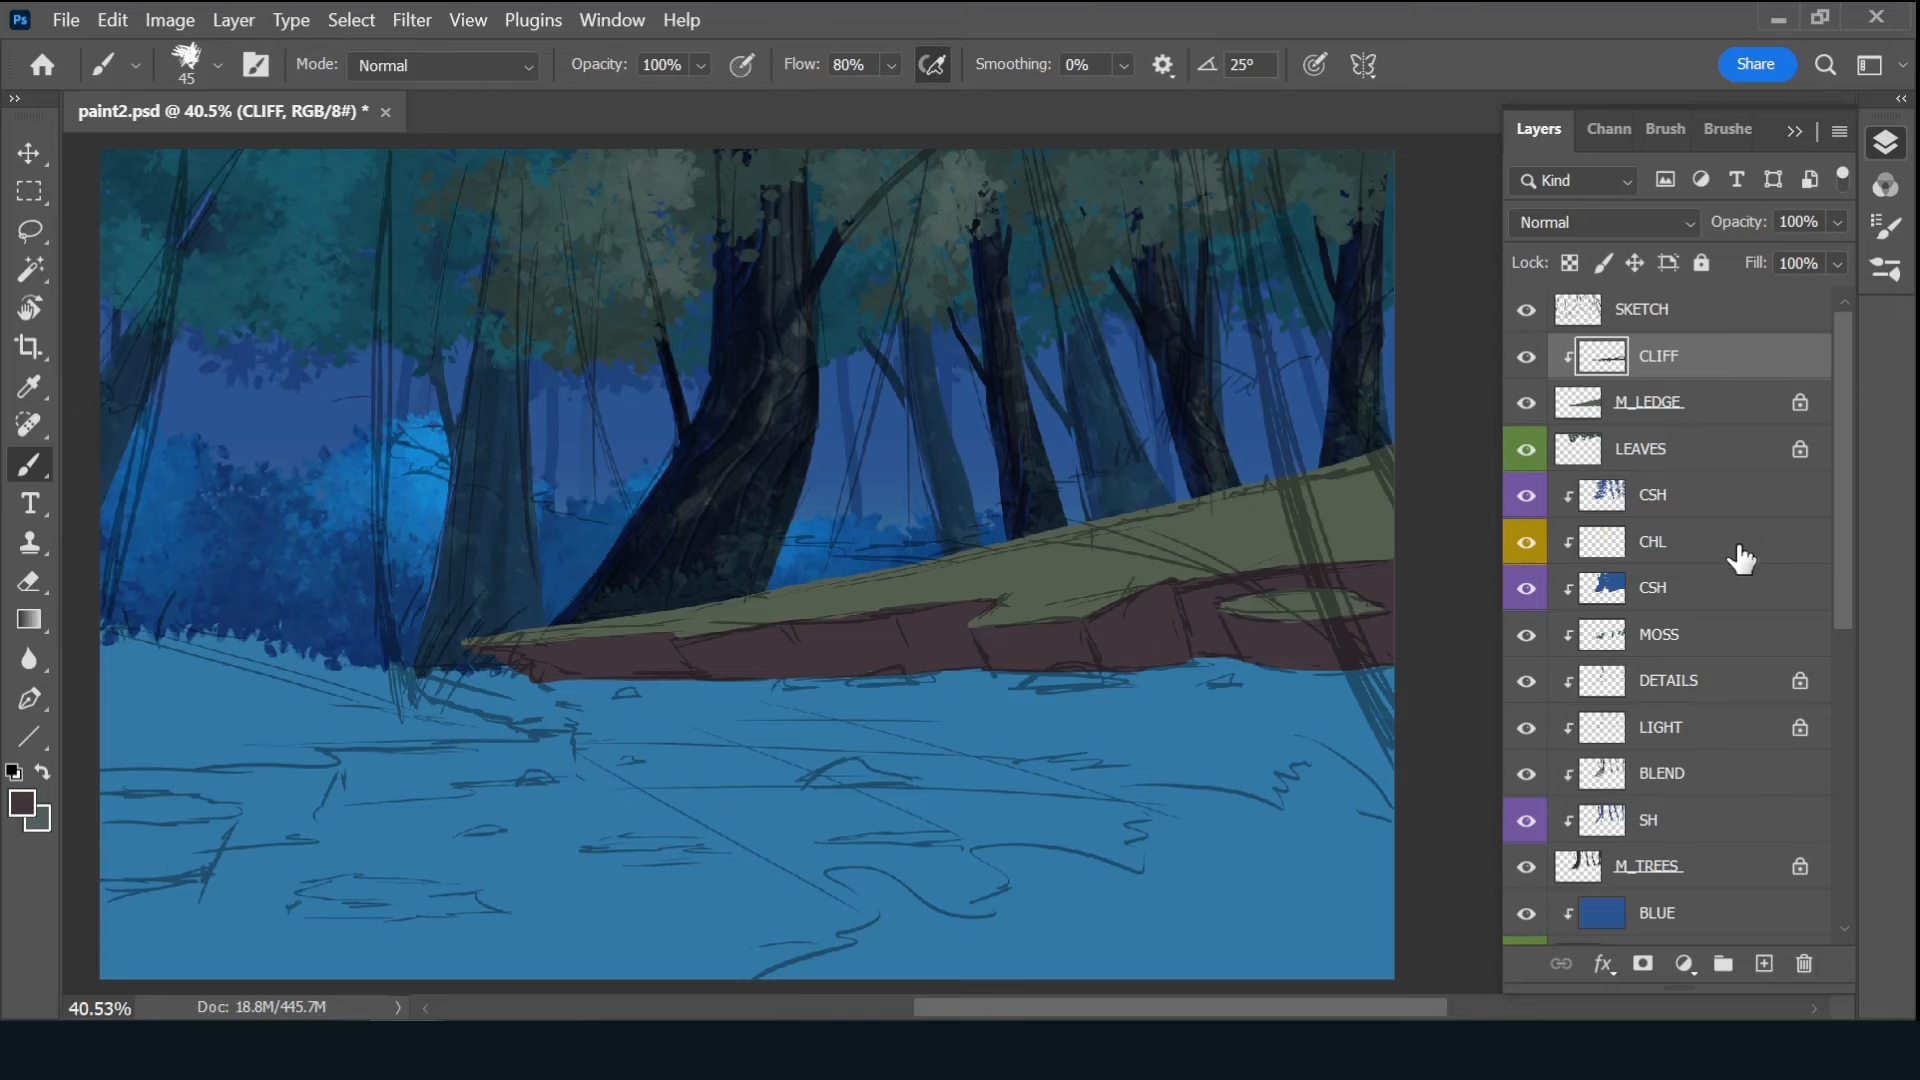 Ps File Edit Image Layer Type Select Filter View Plugins Window Help
45 Mode: Normal Opacity: 100% Flow: 80% Smoothing: 0% 25° Share
paint2.psd @ 40.5% (CLIFF, RGB/8#) *
Layers Chann Brush Brushe
Kind
Normal Opacity: 100%
Lock: Fill: 100%
SKETCH
CLIFF
M_LEDGE
LEAVES
CSH
CHL
CSH
MOSS
DETAILS
LIGHT
BLEND
SH
M_TREES
BLUE
fx
40.53% Doc: 18.8M/445.7M